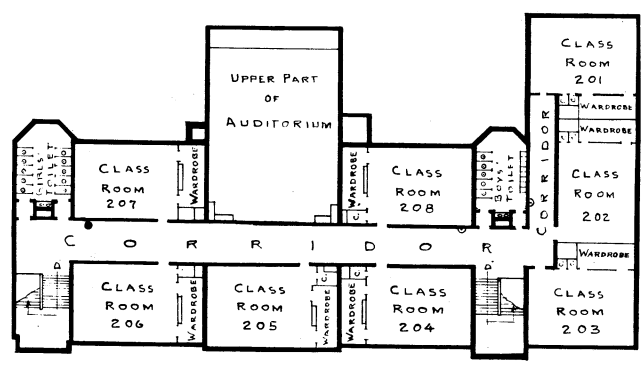 CLASS
ROOM
201
UPPER PART
OF
AUDITORIUM
C
C
WARDROBE
C
C
WARDROBE
GIRLS'
TOILET
CLASS
ROOM
207
WARDROBE
WARDROBE
C.
CLASS
ROOM
208
BOYS'
TOILET
CORRIDOR
CLASS
ROOM
202
CORRIDOR
D
D.
C
C
WARDROBE
CLASS
ROOM
206
WARDROBE
CLASS
ROOM
205
C
WARDROBE
C
WARDROBE
CLASS
ROOM
204
CLASS
ROOM
203